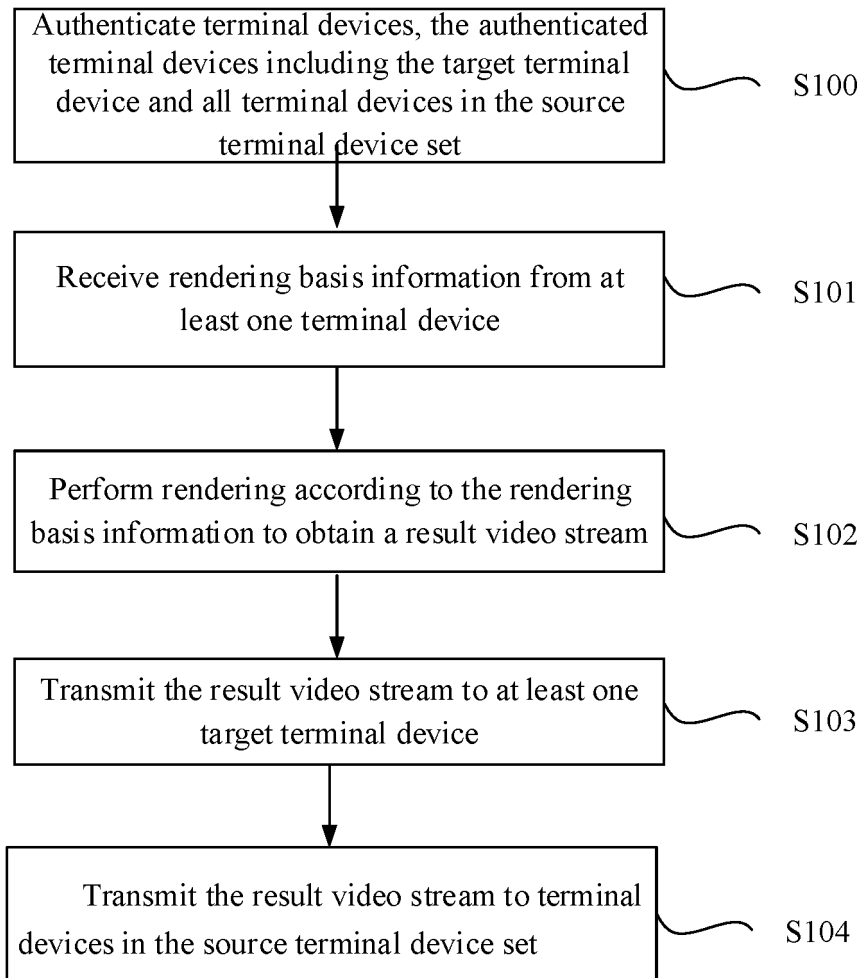 Authenticate terminal devices, the authenticated
terminal devices including the target terminal
device and all terminal devices in the source
terminal device set
S100
Receive rendering basis information from at
least one terminal device
S101
Perform rendering according to the rendering
basis information to obtain a result video stream
S102
Transmit the result video stream to at least one
target terminal device
S103
Transmit the result video stream to terminal
devices in the source terminal device set
S104